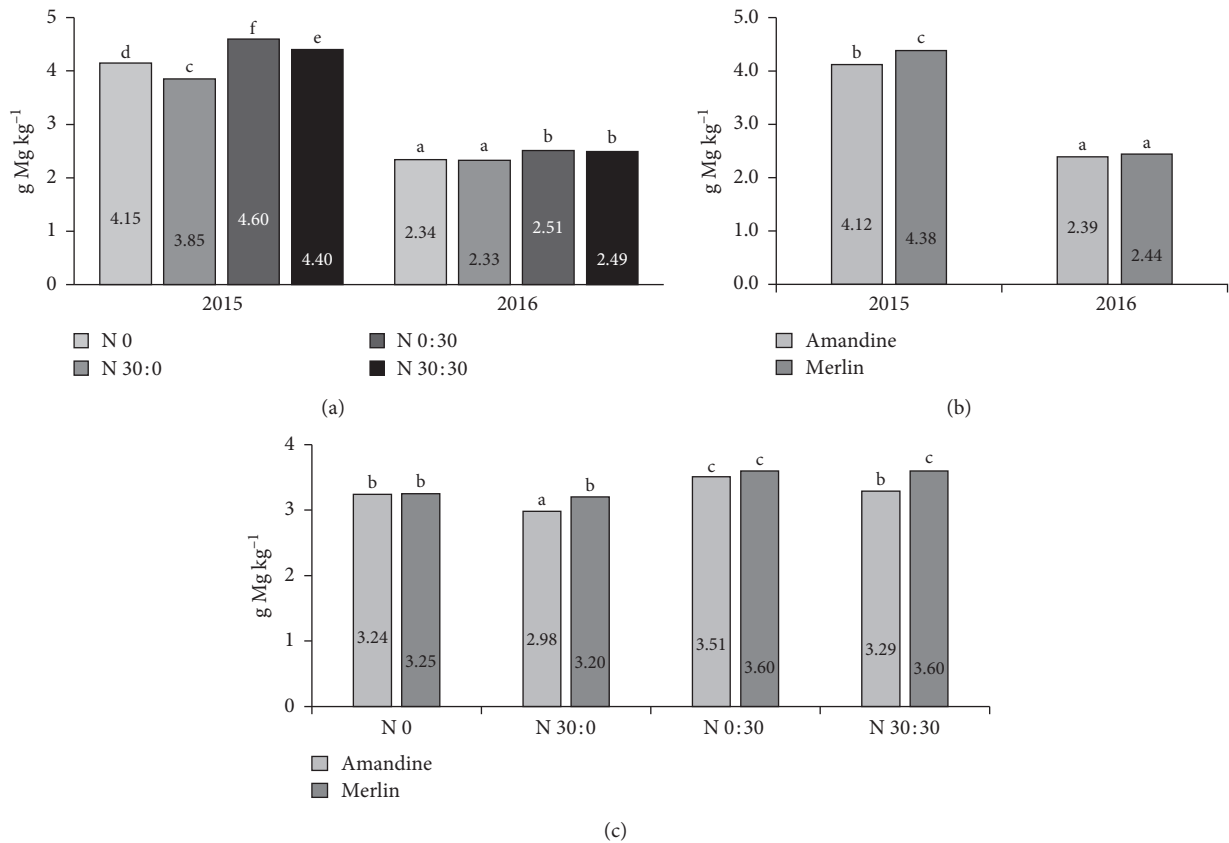 5
4
3
2
1
0
g Mg kg⁻¹
d
c
f
e
a
a
b
b
4.15
3.85
4.60
4.40
2.34
2.33
2.51
2.49
2015
2016
N 0
N 30:0
N 0:30
N 30:30
(a)
5.0
4.0
3.0
2.0
1.0
0.0
g Mg kg⁻¹
b
c
a
a
4.12
4.38
2.39
2.44
2015
2016
Amandine
Merlin
(b)
4
3
2
1
0
g Mg kg⁻¹
b
b
a
b
c
c
b
c
3.24
3.25
2.98
3.20
3.51
3.60
3.29
3.60
N 0
N 30:0
N 0:30
N 30:30
Amandine
Merlin
(c)